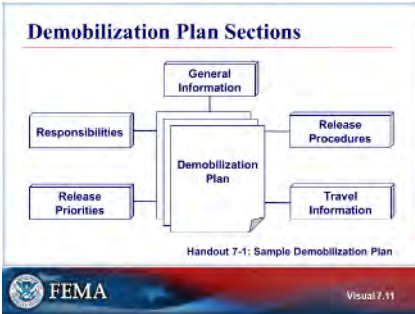 Demobilization Plan Sections
General
Information
Responsibilities
Release
Procedures
Demobilization
Plan
Release
Priorities
Travel
Information
Handout 7-1: Sample Demobilization Plan
FEMA
Visual 7.11